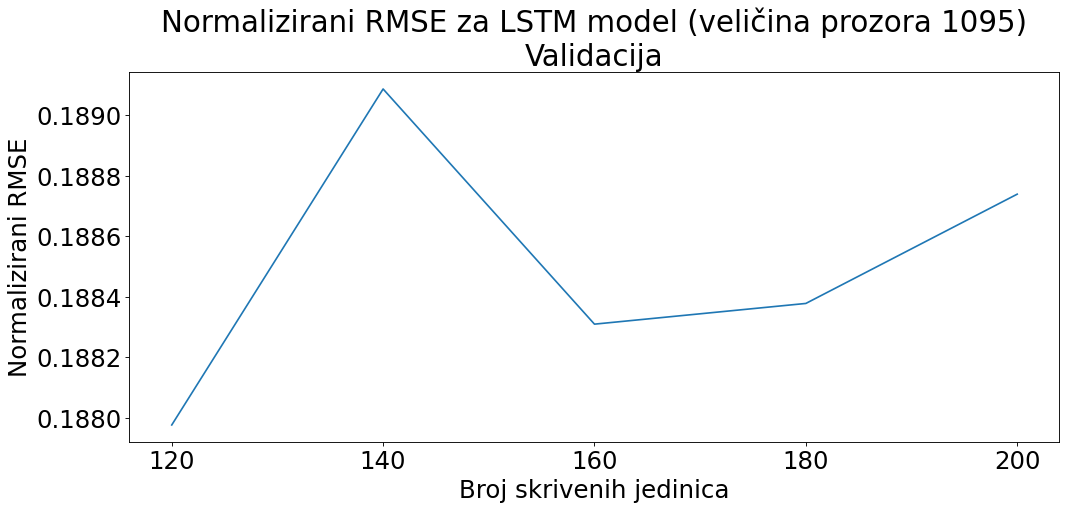 Normalizirani RMSE za LSTM model (veličina prozora 1095)
Validacija
Normalizirani RMSE
0.1890
0.1888
0.1886
0.1884
0.1882
0.1880
120 140 160 180 200
Broj skrivenih jedinica